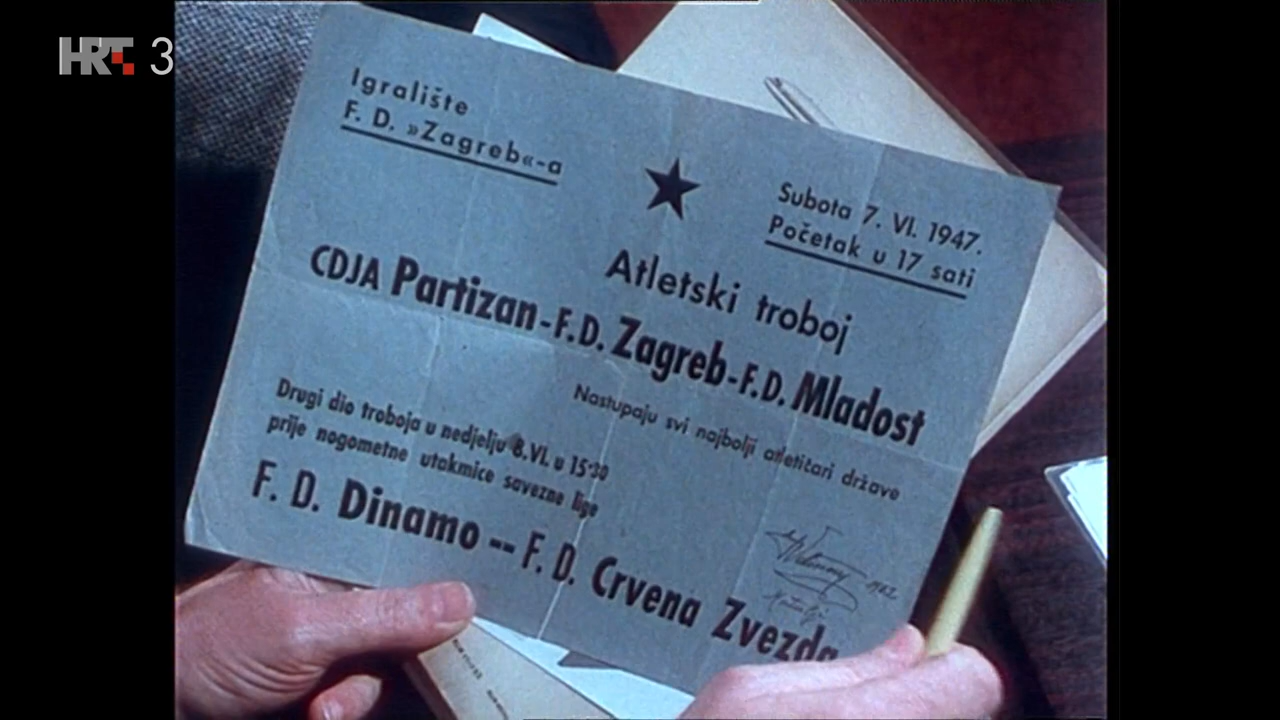 HRT 3
Igralište
F. D. »Zagreb«-a
Subota 7. VI. 1947.
Početak u 17 sati
Atletski troboj
CDJA Partizan-F.D. Zagreb-F.D. Mladost
Nastupaju svi najbolji atletičari države
Drugi dio troboja u nedjelju 8.VI. u 15·30
prije nogometne utakmice savezne lige
F. D. Dinamo -- F. D. Crvena Zvezda